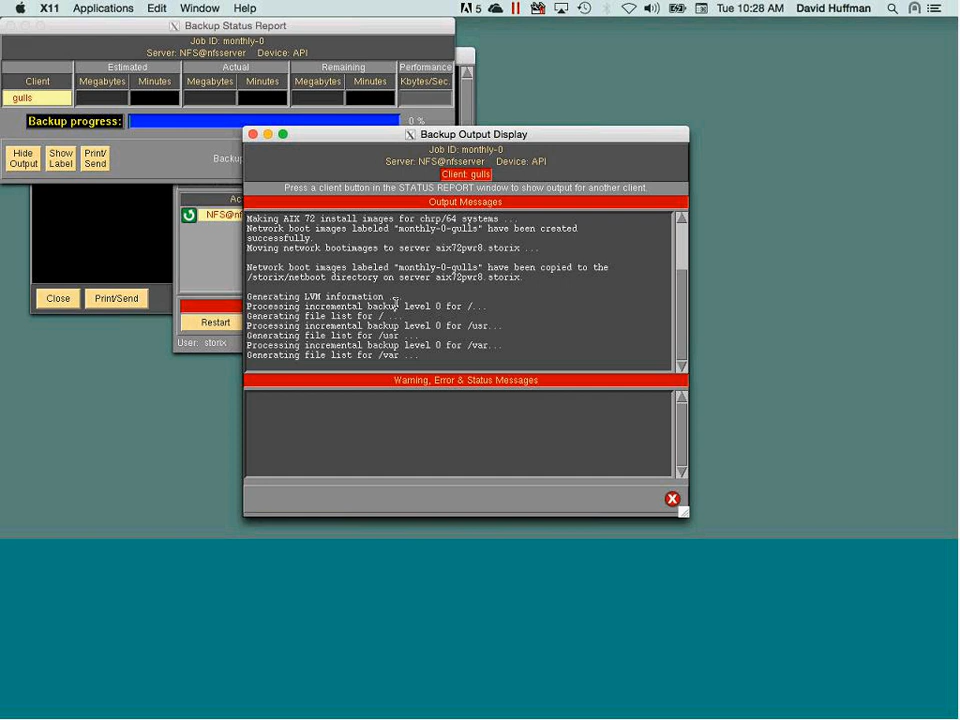 X11 Applications Edit Window Help
5 Tue 10:28 AM David Huffman
Backup Status Report
Job ID: monthly-0
Server: NFS@nfsserver Device: API
Estimated Actual Remaining Performance
Client Megabytes Minutes Megabytes Minutes Megabytes Minutes Kbytes/Sec
gulls
Backup progress: 0 %
Hide Output
Show Label
Print/ Send
Close Print/Send
Restart
User: storix
Backup Output Display
Job ID: monthly-0
Server: NFS@nfsserver Device: API
Client: gulls
Press a client button in the STATUS REPORT window to show output for another client.
Output Messages
Making AIX 72 install images for chrp/64 systems ...
Network boot images labeled "monthly-0-gulls" have been created
successfully.
Moving network bootimages to server aix72pwr8.storix ...
Network boot images labeled "monthly-0-gulls" have been copied to the
/storix/netboot directory on server aix72pwr8.storix.
Generating LVM information ...
Processing incremental backup level 0 for /...
Generating file list for / ...
Processing incremental backup level 0 for /usr...
Generating file list for /usr ...
Processing incremental backup level 0 for /var...
Generating file list for /var ...
Warning, Error & Status Messages